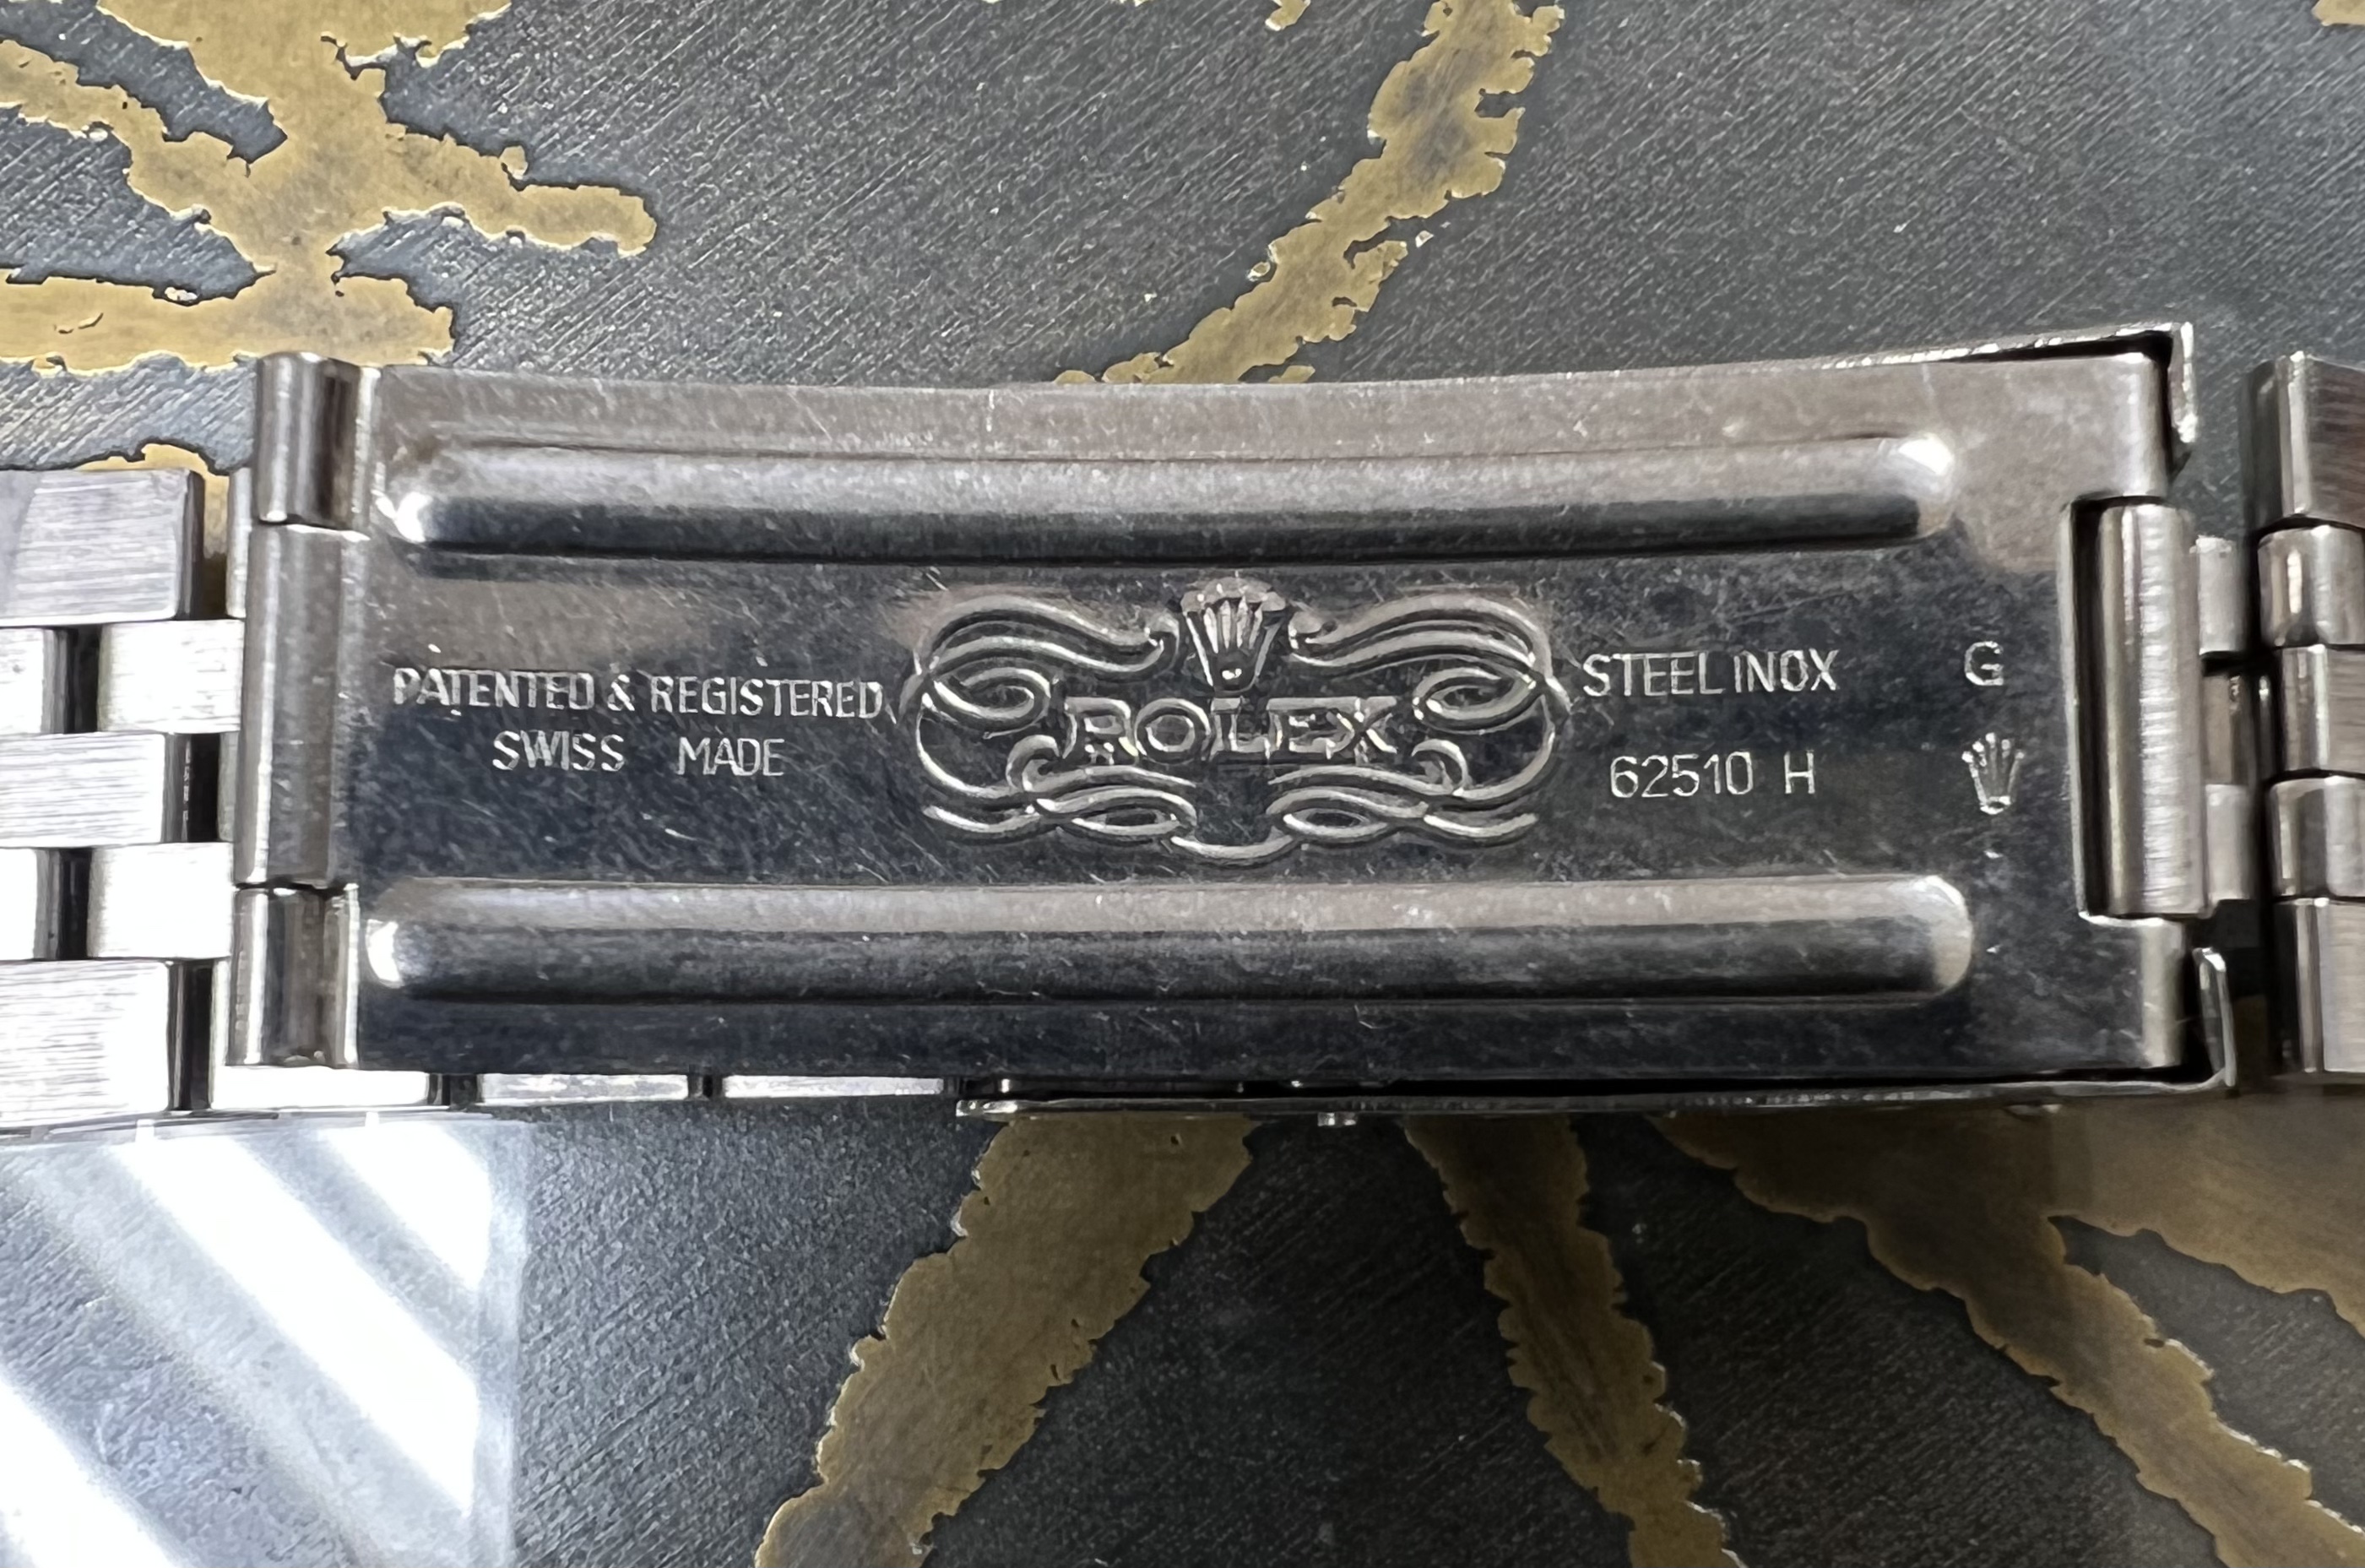 PATENTED & REGISTERED
SWISS MADE
ROLEX
STEEL INOX
62510 H
G